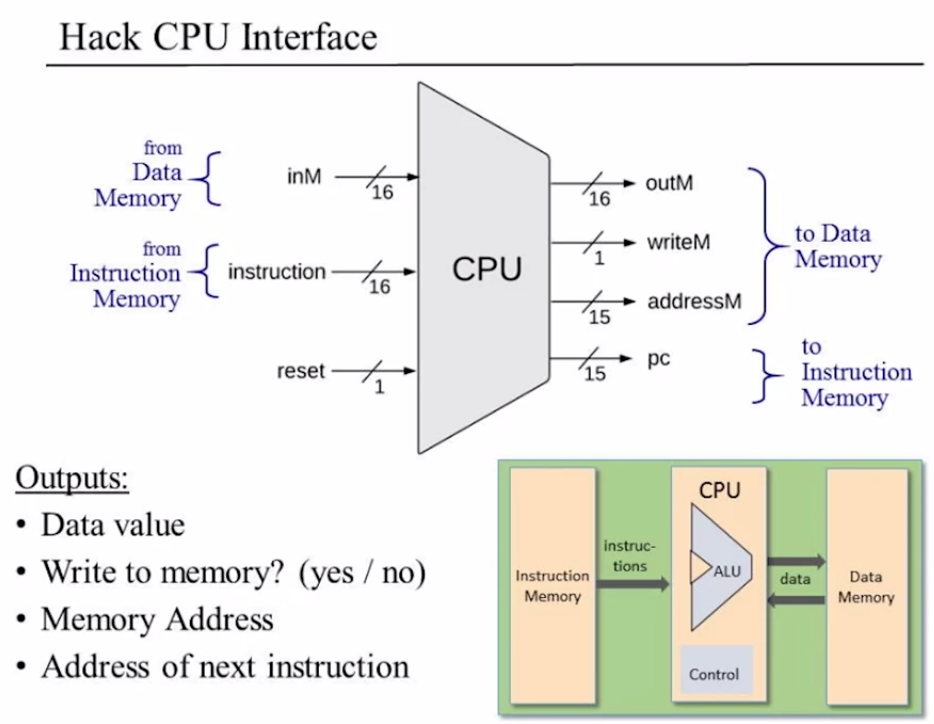 Hack CPU Interface
from
Data
Memory
inM
16
from
Instruction
Memory
instruction
16
reset
1
CPU
16
outM
1
writeM
15
addressM
15
pc
to Data
Memory
to
Instruction
Memory
Outputs:
• Data value
• Write to memory? (yes / no)
• Memory Address
• Address of next instruction
Instruction
Memory
instruc-
tions
CPU
ALU
Control
data
Data
Memory